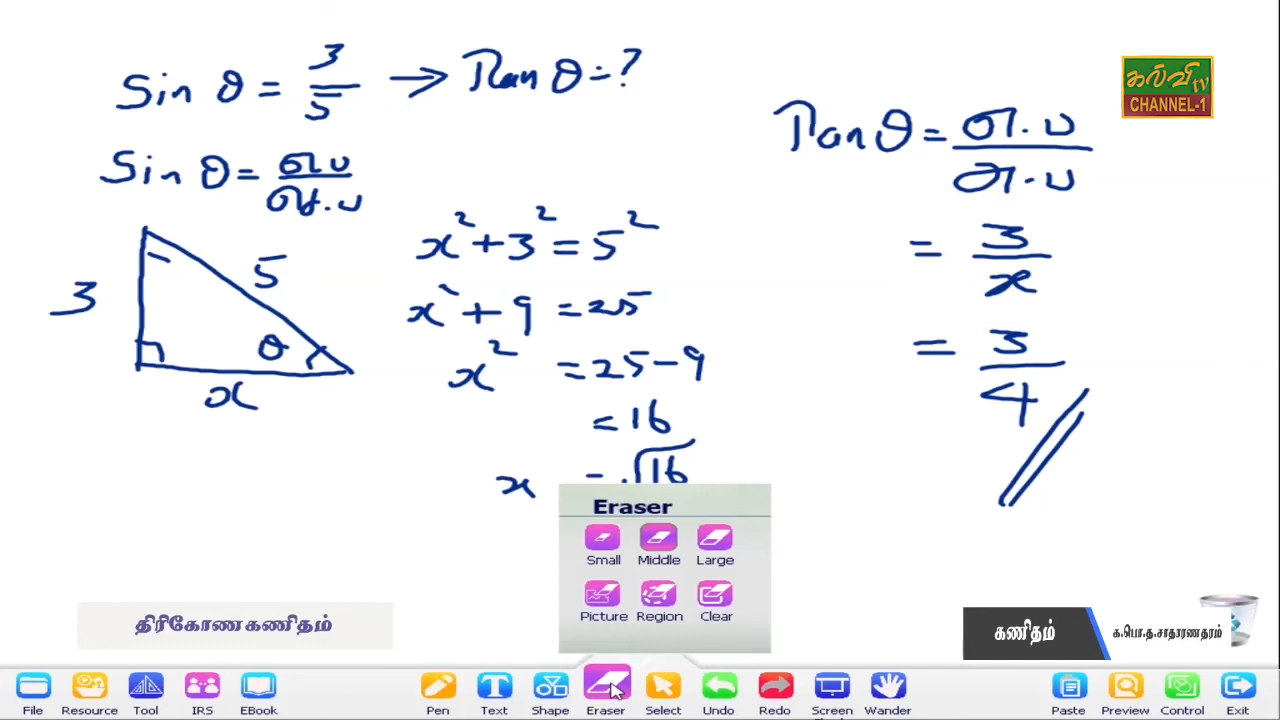 Sin θ = 3/5 → Tan θ = ?
Sin θ = எ.ப/செ.ப
3
5
θ
x
x² + 3² = 5²
x² + 9 = 25
x² = 25 - 9
= 16
x = √16
Tan θ = எ.ப/அ.ப
= 3/x
= 3/4
கல்வி tv
CHANNEL-1
Eraser
Small Middle Large
Picture Region Clear
திரிகோணகணிதம்
கணிதம்
க.பொ.த.சாதாரணதரம்
File Resource Tool IRS EBook Pen Text Shape Eraser Select Undo Redo Screen Wander Paste Preview Control Exit